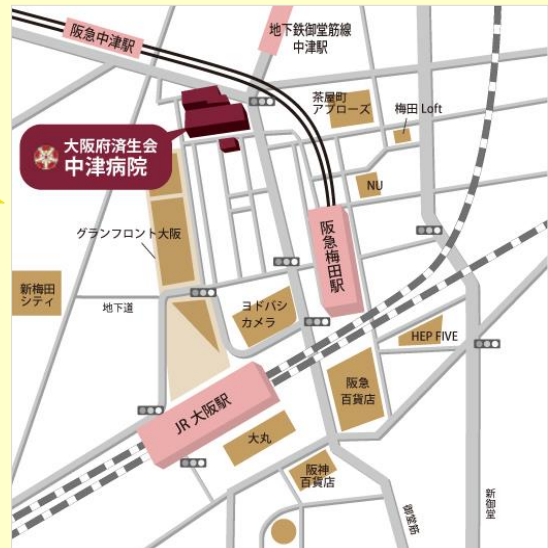 阪急中津駅
地下鉄御堂筋線
中津駅
茶屋町
アプローズ
梅田 Loft
大阪府済生会
中津病院
NU
阪急梅田駅
グランフロント大阪
新梅田
シティ
地下道
ヨドバシ
カメラ
HEP FIVE
JR 大阪駅
阪急
百貨店
大丸
阪神
百貨店
御堂筋
新御堂